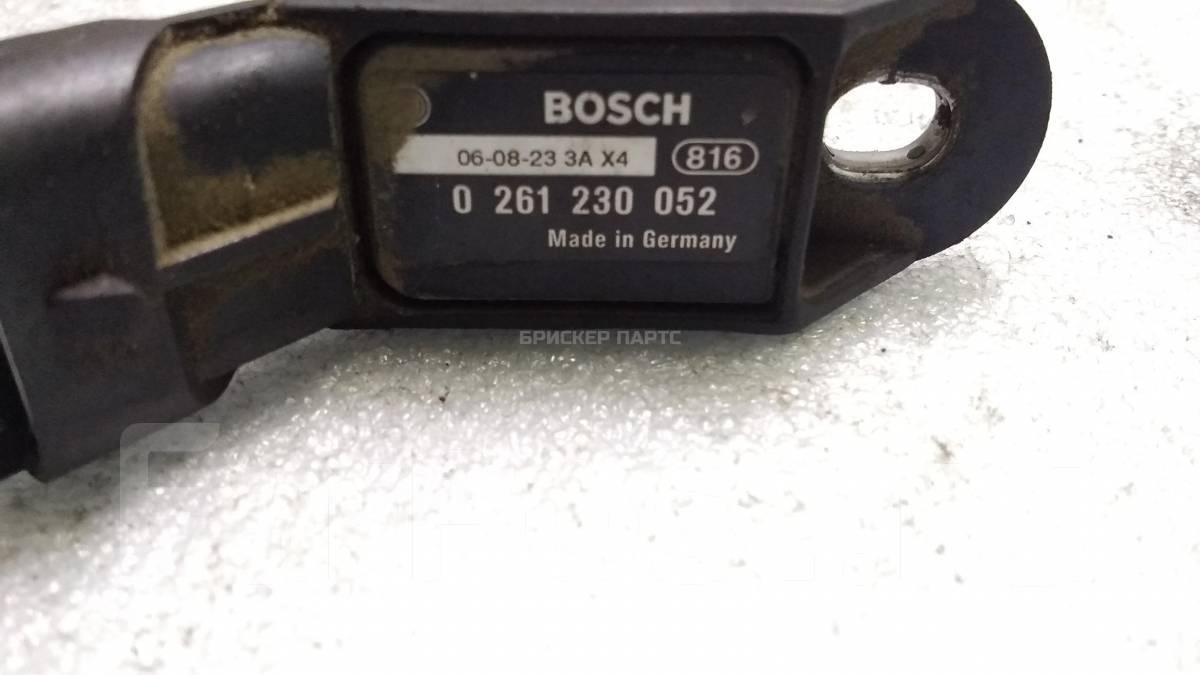 BOSCH
06-08-23 3A X4 816
0 261 230 052
Made in Germany
БРИСКЕР ПАРТС